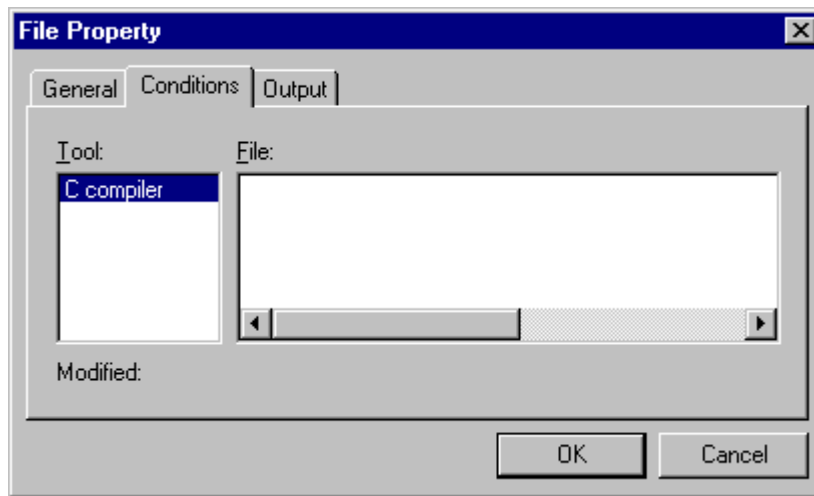 File Property
General Conditions Output
Tool: File:
C compiler
Modified:
OK Cancel